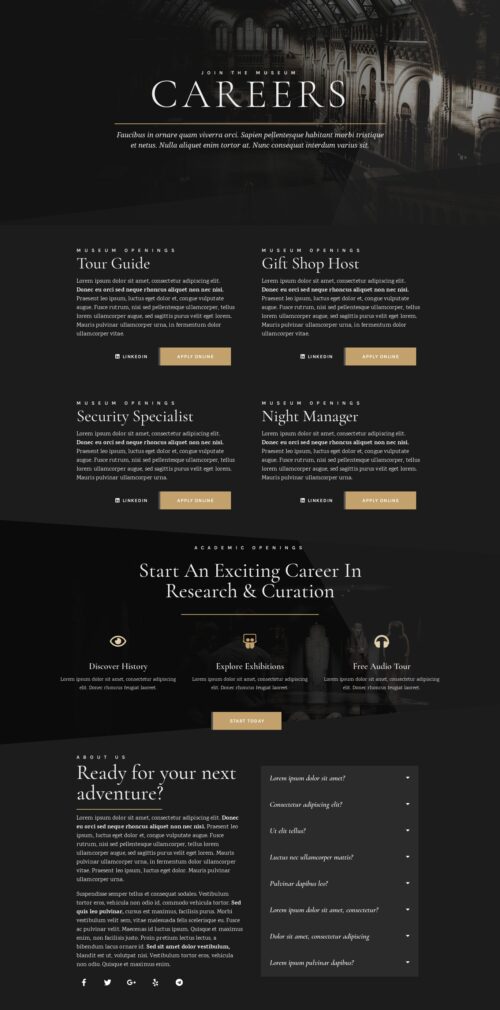 JOIN THE MUSEUM
CAREERS
Faucibus in ornare quam viverra orci. Sapien pellentesque habitant morbi tristique
et netus. Nulla aliquet enim tortor at. Nunc consequat interdum varius sit.
MUSEUM OPENINGS
Tour Guide
Lorem ipsum dolor sit amet, consectetur adipiscing elit.
Donec eu orci sed neque rhoncus aliquet non nec nisi.
Praesent leo ipsum, luctus eget dolor et, congue vulputate
augue. Fusce rutrum, nisi sed pellentesque ullamcorper, tellus
lorem ullamcorper augue, sed sagittis purus velit eget lorem.
Mauris pulvinar ullamcorper urna, in fermentum dolor
ullamcorper vitae.
LINKEDIN
APPLY ONLINE
MUSEUM OPENINGS
Gift Shop Host
Lorem ipsum dolor sit amet, consectetur adipiscing elit.
Donec eu orci sed neque rhoncus aliquet non nec nisi.
Praesent leo ipsum, luctus eget dolor et, congue vulputate
augue. Fusce rutrum, nisi sed pellentesque ullamcorper, tellus
lorem ullamcorper augue, sed sagittis purus velit eget lorem.
Mauris pulvinar ullamcorper urna, in fermentum dolor
ullamcorper vitae.
LINKEDIN
APPLY ONLINE
MUSEUM OPENINGS
Security Specialist
Lorem ipsum dolor sit amet, consectetur adipiscing elit.
Donec eu orci sed neque rhoncus aliquet non nec nisi.
Praesent leo ipsum, luctus eget dolor et, congue vulputate
augue. Fusce rutrum, nisi sed pellentesque ullamcorper, tellus
lorem ullamcorper augue, sed sagittis purus velit eget lorem.
Mauris pulvinar ullamcorper urna.
LINKEDIN
APPLY ONLINE
MUSEUM OPENINGS
Night Manager
Lorem ipsum dolor sit amet, consectetur adipiscing elit.
Donec eu orci sed neque rhoncus aliquet non nec nisi.
Praesent leo ipsum, luctus eget dolor et, congue vulputate
augue. Fusce rutrum, nisi sed pellentesque ullamcorper, tellus
lorem ullamcorper augue, sed sagittis purus velit eget lorem.
Mauris pulvinar ullamcorper urna.
LINKEDIN
APPLY ONLINE
ACADEMIC OPENINGS
Start An Exciting Career In
Research & Curation
Discover History
Lorem ipsum dolor sit amet, consectetur adipiscing
elit. Donec rhoncus feugiat laoreet
Explore Exhibitions
Lorem ipsum dolor sit amet, consectetur adipiscing
elit. Donec rhoncus feugiat laoreet
Free Audio Tour
Lorem ipsum dolor sit amet, consectetur adipiscing
elit. Donec rhoncus feugiat laoreet
START TODAY
ABOUT US
Ready for your next
adventure?
Lorem ipsum dolor sit amet, consectetur adipiscing elit. Donec
eu orci sed neque rhoncus aliquet non nec nisi. Praesent leo
ipsum, luctus eget dolor et, congue vulputate augue. Fusce
rutrum, nisi sed pellentesque ullamcorper, tellus lorem
ullamcorper augue, sed sagittis purus velit eget lorem. Mauris
pulvinar ullamcorper urna, in fermentum dolor ullamcorper
vitae. Praesent leo ipsum, luctus eget dolor. Mauris pulvinar
ullamcorper urna.
Suspendisse semper tellus et consequat sodales. Vestibulum
tortor eros, vehicula non odio id, commodo vehicula tortor. Sed
quis leo pulvinar, cursus est maximus, facilisis purus. Morbi
vestibulum velit sem, vitae malesuada felis scelerisque eu. Fusce
ac pulvinar velit. Maecenas id luctus ipsum. Quisque et maximus
enim, non facilisis justo. Proin pretium lectus lectus, a
bibendum lacus ornare id. Sed sit amet dolor vestibulum,
blandit est ut, volutpat nisi. Vestibulum tortor eros, vehicula
non odio. Quisque et maximus enim.
Lorem ipsum dolor sit amet?
Consectetur adipiscing elit?
Ut elit tellus?
Luctus nec ullamcorper mattis?
Pulvinar dapibus leo?
Lorem ipsum dolor sit amet, consectetur?
Dolor sit amet, consectetur adipiscing
Lorem ipsum pulvinar dapibus?